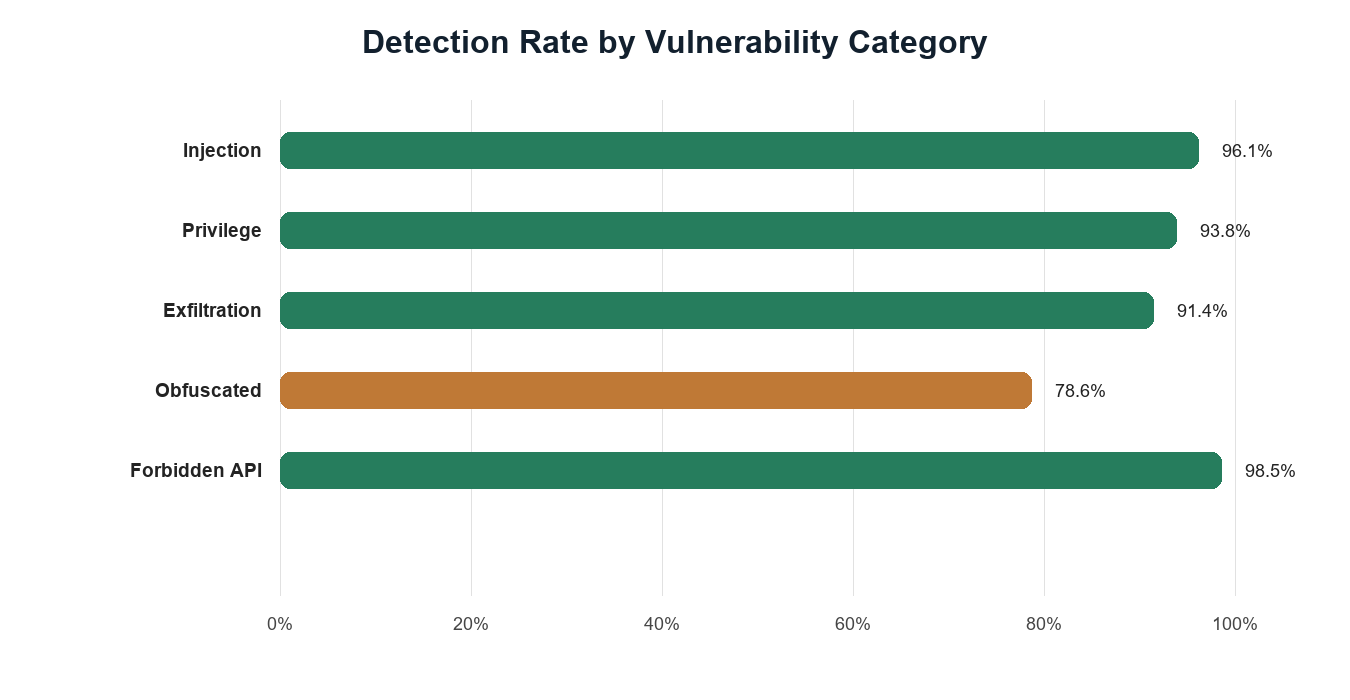 Detection Rate by Vulnerability Category
Injection 96.1%
Privilege 93.8%
Exfiltration 91.4%
Obfuscated 78.6%
Forbidden API 98.5%
0% 20% 40% 60% 80% 100%